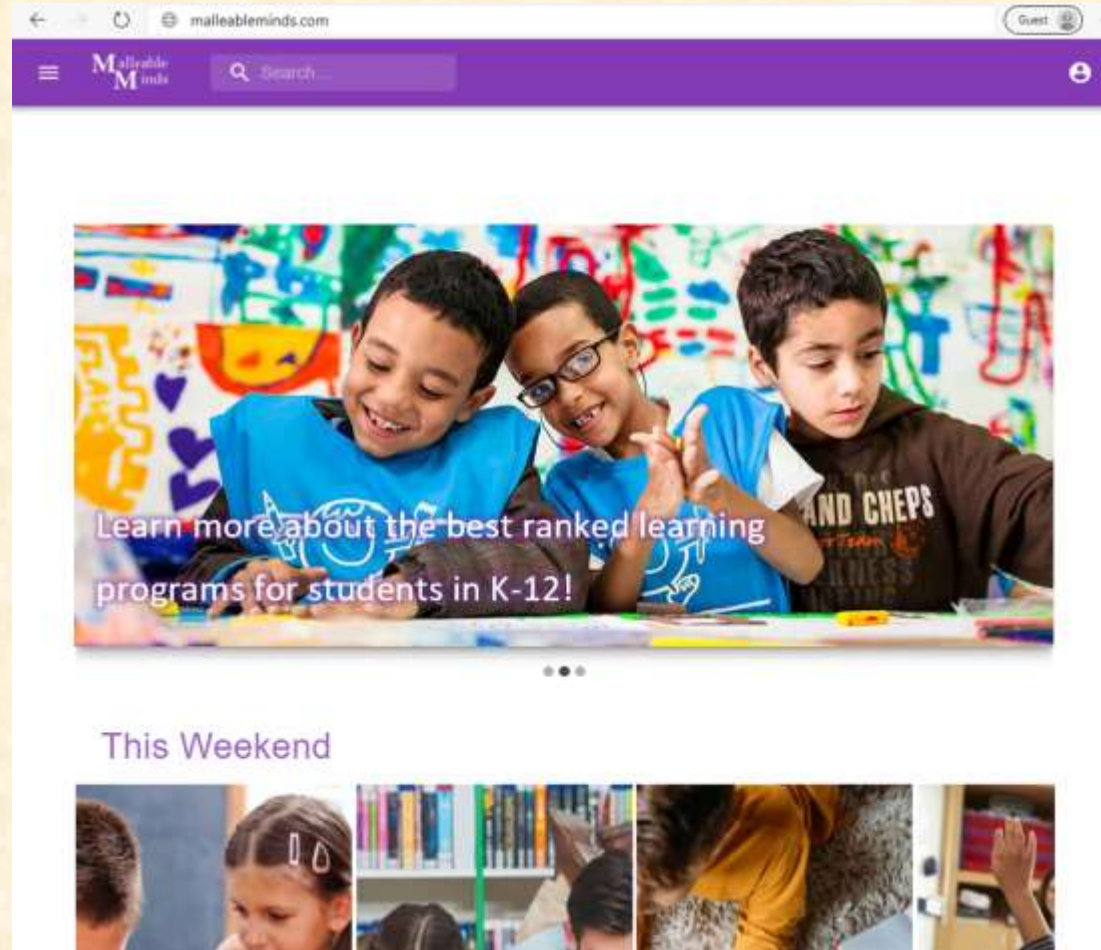 malleableminds.com
Guest
Malleable
Minds
Search...
AND CHEPS
Learn more about the best ranked learning
programs for students in K-12!
This Weekend